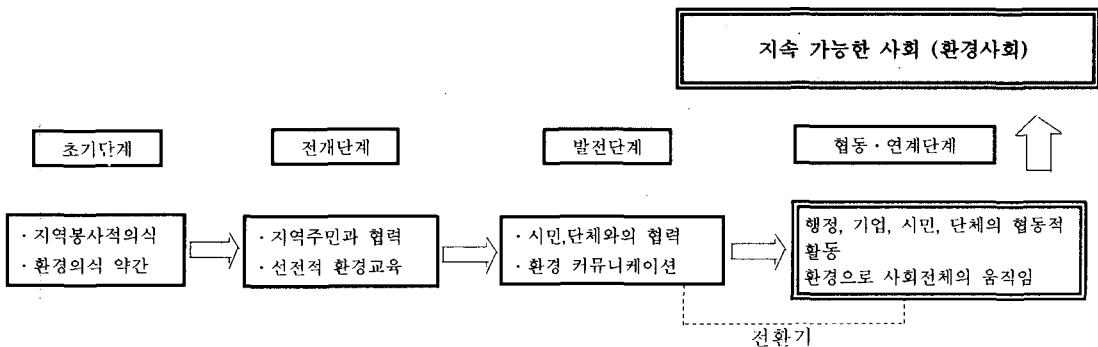 지속 가능한 사회 (환경사회)
초기단계
전개단계
발전단계
협동·연계단계
· 지역봉사적의식
· 환경의식 약간
· 지역주민과 협력
· 선전적 환경교육
· 시민,단체와의 협력
· 환경 커뮤니케이션
행정, 기업, 시민, 단체의 협동적
활동
환경으로 사회전체의 움직임
전환기